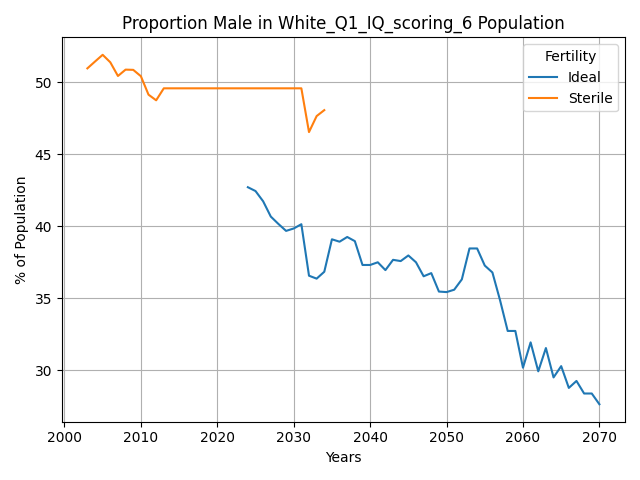 Proportion Male in White_Q1_IQ_scoring_6 Population
Fertility
Ideal
Sterile
% of Population
50
45
40
35
30
2000 2010 2020 2030 2040 2050 2060 2070
Years